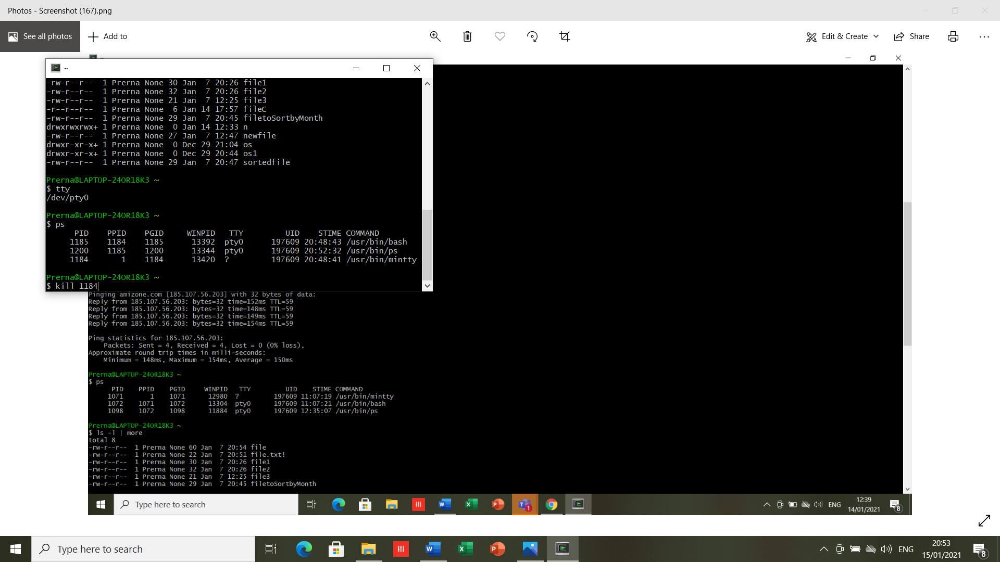 Photos - Screenshot (167).png
See all photos
Add to
Edit & Create
Share
~
~
-rw-r--r--  1 Prerna None 30 Jan  7 20:26 file1
-rw-r--r--  1 Prerna None 32 Jan  7 20:26 file2
-rw-r--r--  1 Prerna None 21 Jan  7 12:25 file3
-r--r--r--  1 Prerna None  6 Jan 14 17:57 fileC
-rw-r--r--  1 Prerna None 29 Jan  7 20:45 filetoSortbyMonth
drwxrwxrwx+ 1 Prerna None  0 Jan 14 12:33 n
-rw-r--r--  1 Prerna None 27 Jan  7 12:47 newfile
drwxr-xr-x+ 1 Prerna None  0 Dec 29 21:04 os
drwxr-xr-x+ 1 Prerna None  0 Dec 29 20:44 os1
-rw-r--r--  1 Prerna None 29 Jan  7 20:47 sortedfile
Prerna@LAPTOP-24OR18K3 ~
$ tty
/dev/pty0
Prerna@LAPTOP-24OR18K3 ~
$ ps
PID    PPID    PGID     WINPID   TTY         UID    STIME COMMAND
1185    1184    1185      13392  pty0      197609 20:48:43 /usr/bin/bash
1200    1185    1200      13344  pty0      197609 20:52:32 /usr/bin/ps
1184       1    1184      13420  ?         197609 20:48:41 /usr/bin/mintty
Prerna@LAPTOP-24OR18K3 ~
$ kill 1184
Pinging amizone.com [185.107.56.203] with 32 bytes of data:
Reply from 185.107.56.203: bytes=32 time=152ms TTL=59
Reply from 185.107.56.203: bytes=32 time=148ms TTL=59
Reply from 185.107.56.203: bytes=32 time=149ms TTL=59
Reply from 185.107.56.203: bytes=32 time=154ms TTL=59
Ping statistics for 185.107.56.203:
Packets: Sent = 4, Received = 4, Lost = 0 (0% loss),
Approximate round trip times in milli-seconds:
Minimum = 148ms, Maximum = 154ms, Average = 150ms
Prerna@LAPTOP-24OR18K3 ~
$ ps
PID    PPID    PGID     WINPID   TTY         UID    STIME COMMAND
1071       1    1071      12980  ?         197609 11:07:19 /usr/bin/mintty
1072    1071    1072      13304  pty0      197609 11:07:21 /usr/bin/bash
1098    1072    1098      11884  pty0      197609 12:35:07 /usr/bin/ps
Prerna@LAPTOP-24OR18K3 ~
$ ls -l | more
total 8
-rw-r--r--  1 Prerna None 60 Jan  7 20:54 file
-rw-r--r--  1 Prerna None 22 Jan  7 20:51 file.txt!
-rw-r--r--  1 Prerna None 30 Jan  7 20:26 file1
-rw-r--r--  1 Prerna None 32 Jan  7 20:26 file2
-rw-r--r--  1 Prerna None 21 Jan  7 12:25 file3
-rw-r--r--  1 Prerna None 29 Jan  7 20:45 filetoSortbyMonth
Type here to search
1
ENG
12:39
14/01/2021
8
Type here to search
ENG
20:53
15/01/2021
8